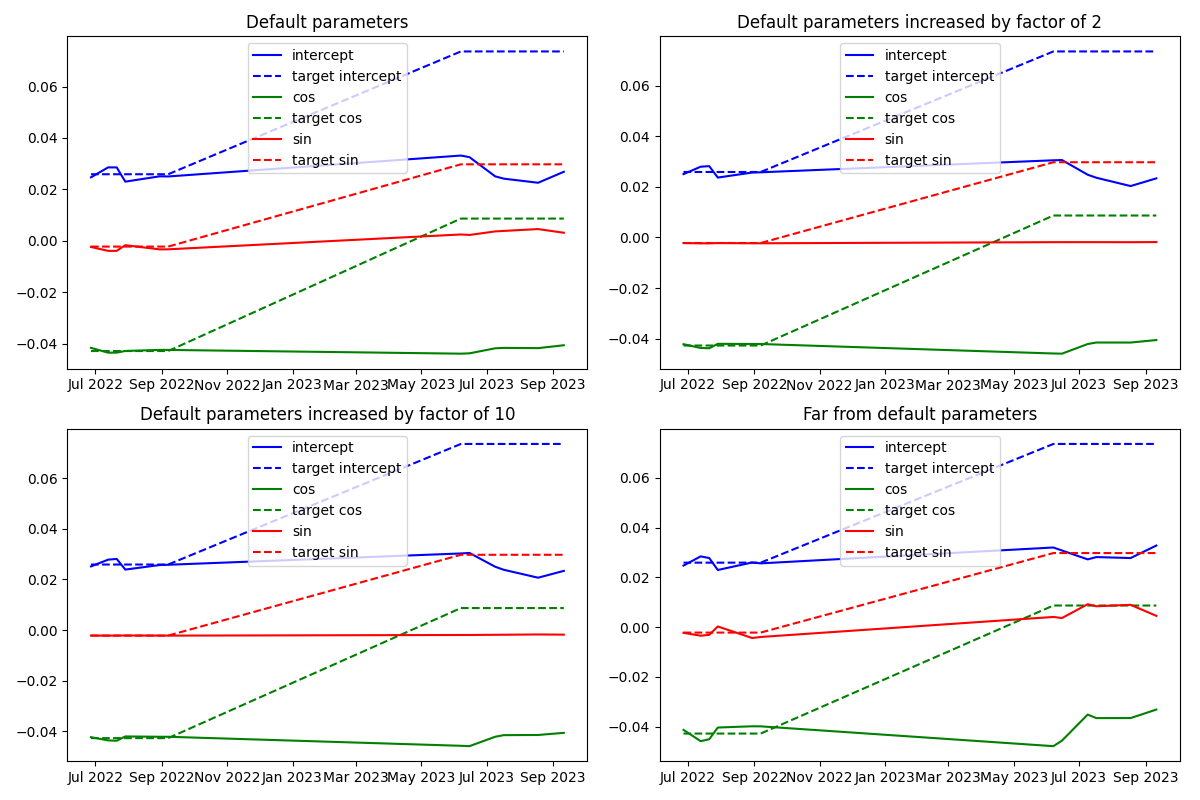 Default parameters
intercept
target intercept
cos
target cos
sin
target sin
0.06
0.04
0.02
0.00
−0.02
−0.04
Jul 2022 Sep 2022 Nov 2022 Jan 2023 Mar 2023 May 2023 Jul 2023 Sep 2023
Default parameters increased by factor of 2
intercept
target intercept
cos
target cos
sin
target sin
0.06
0.04
0.02
0.00
−0.02
−0.04
Jul 2022 Sep 2022 Nov 2022 Jan 2023 Mar 2023 May 2023 Jul 2023 Sep 2023
Default parameters increased by factor of 10
intercept
target intercept
cos
target cos
sin
target sin
0.06
0.04
0.02
0.00
−0.02
−0.04
Jul 2022 Sep 2022 Nov 2022 Jan 2023 Mar 2023 May 2023 Jul 2023 Sep 2023
Far from default parameters
intercept
target intercept
cos
target cos
sin
target sin
0.06
0.04
0.02
0.00
−0.02
−0.04
Jul 2022 Sep 2022 Nov 2022 Jan 2023 Mar 2023 May 2023 Jul 2023 Sep 2023